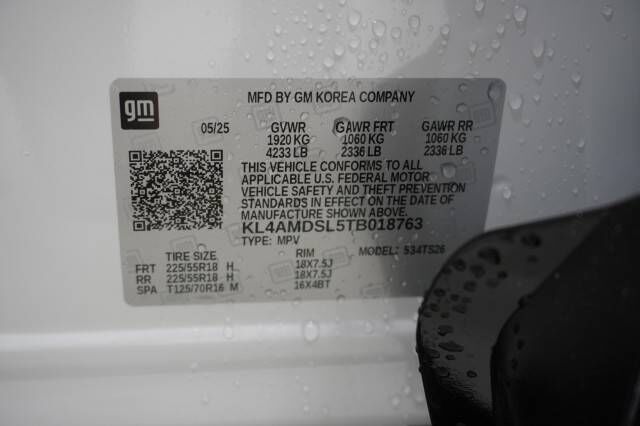 gm
MFD BY GM KOREA COMPANY
05/25 GVWR GAWR FRT GAWR RR
1920 KG 1060 KG 1060 KG
4233 LB 2336 LB 2336 LB
THIS VEHICLE CONFORMS TO ALL
APPLICABLE U.S. FEDERAL MOTOR
VEHICLE SAFETY AND THEFT PREVENTION
STANDARDS IN EFFECT ON THE DATE OF
MANUFACTURE SHOWN ABOVE.
KL4AMDSL5TB018763
TYPE: MPV MODEL: 534TS26
TIRE SIZE RIM
FRT 225/55R18 H 18X7.5J
RR 225/55R18 H 18X7.5J
SPA T125/70R16 M 16X4BT